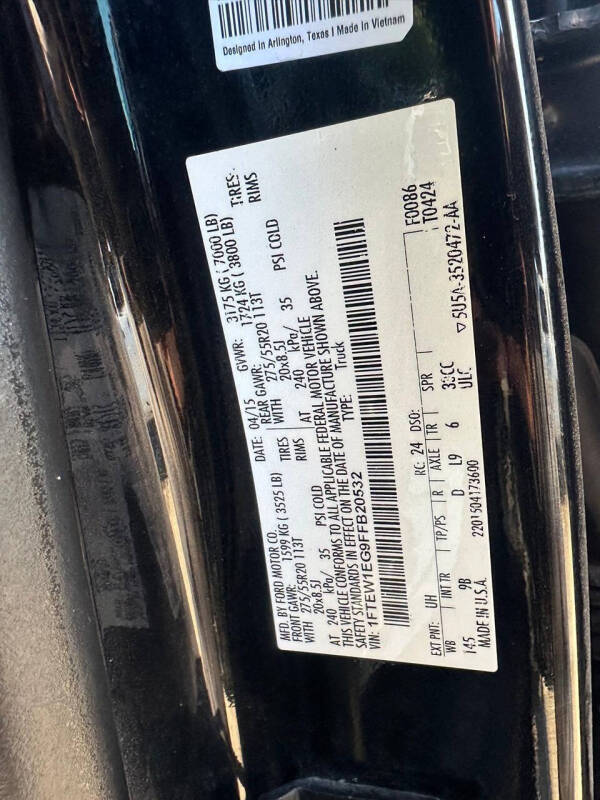 Designed in Arlington, Texas | Made in Vietnam
MFD. BY FORD MOTOR CO.
DATE: 04/15 GVWR: 3175 KG ( 7000 LB)
FRONT GAWR: 1599 KG ( 3525 LB) REAR GAWR: 1724 KG ( 3800 LB)
WITH 275/55R20 113T TIRES WITH 275/55R20 113T TIRES
20x8.5J RIMS 20x8.5J RIMS
AT 240 kPa/ 35 PSI COLD AT 240 kPa/ 35 PSI COLD
THIS VEHICLE CONFORMS TO ALL APPLICABLE FEDERAL MOTOR VEHICLE
SAFETY STANDARDS IN EFFECT ON THE DATE OF MANUFACTURE SHOWN ABOVE.
VIN: 1FTEW1EG9FFB20532 TYPE: Truck
F0086
T0424
EXT PNT: UH RC: 24 DSO:
WB INTTR TP/PS R AXLE TR SPR
145 9B D L9 6 33CC
ULC
MADE IN U.S.A. 2201504173600 ▽ 5U5A-3520472-AA